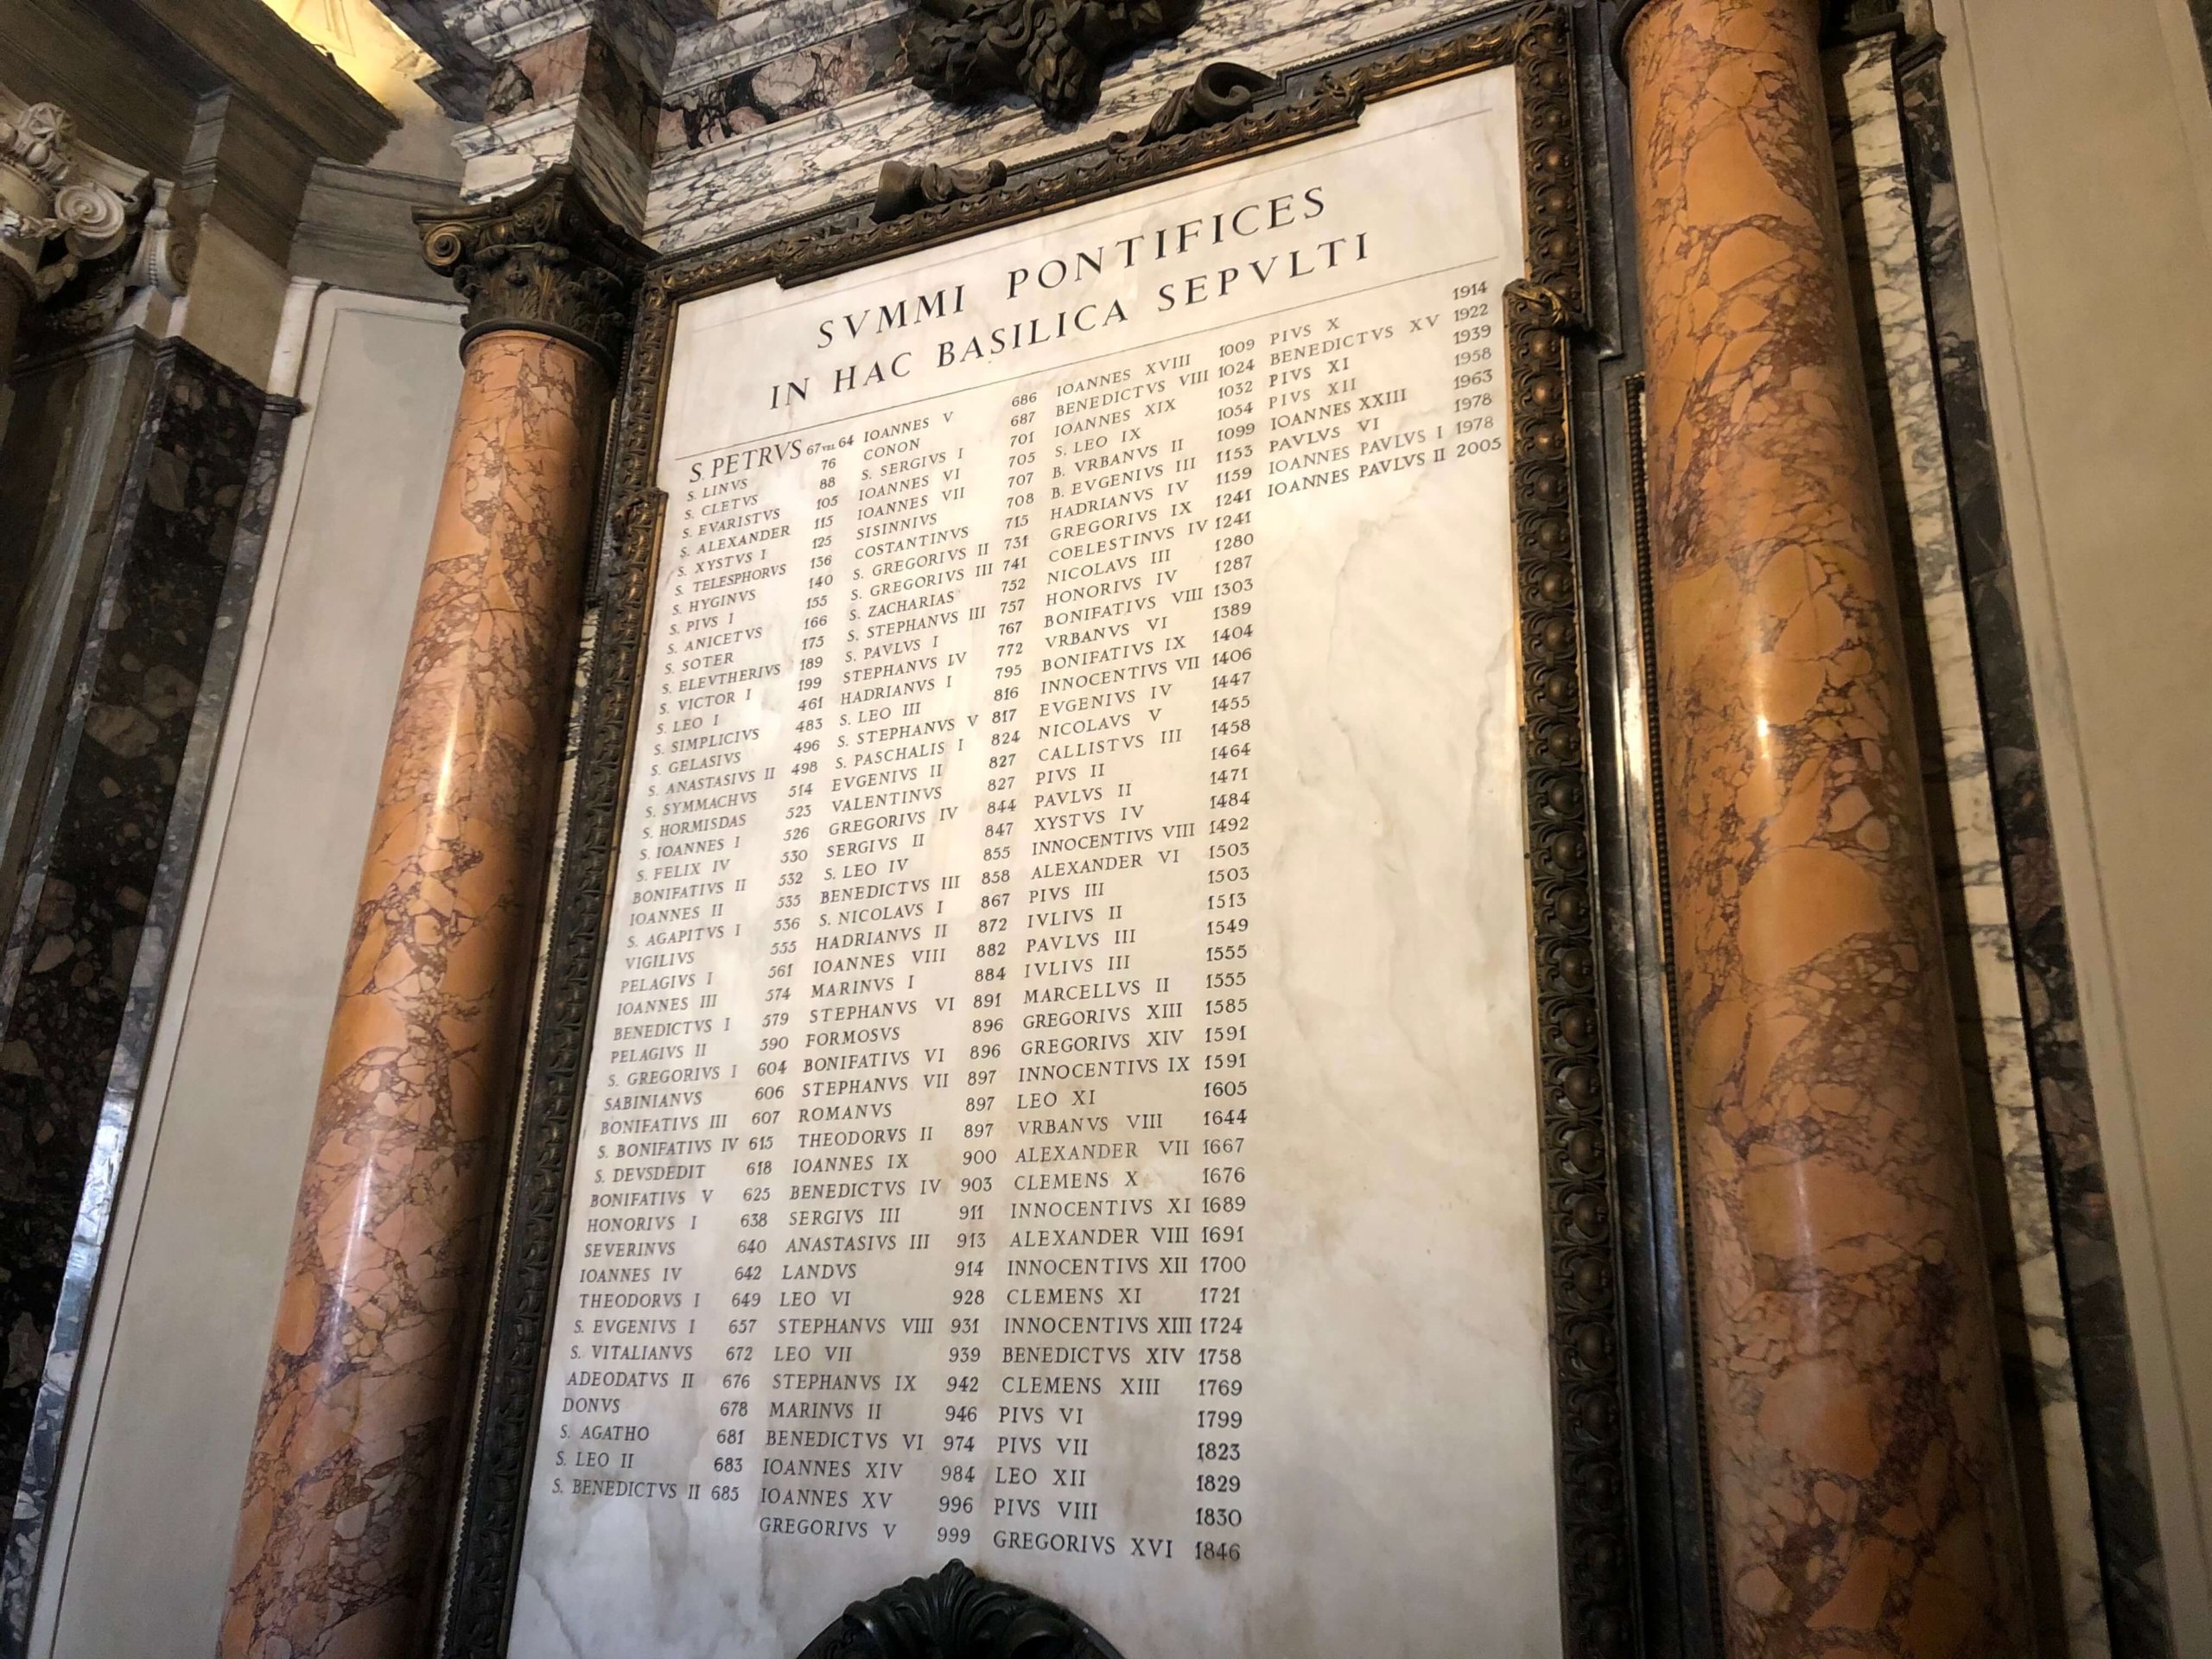 SVMMI PONTIFICES
IN HAC BASILICA SEPVLTI
S. PETRVS 67 VEL 64
S. LINVS 76
S. CLETVS 88
S. EVARISTVS 105
S. ALEXANDER 115
S. XYSTVS I 125
S. TELESPHORVS 136
S. HYGINVS 140
S. PIVS I 155
S. ANICETVS 166
S. SOTER 175
S. ELEVTHERIVS 189
S. VICTOR I 199
S. LEO I 461
S. SIMPLICIVS 483
S. GELASIVS 496
S. ANASTASIVS II 498
S. SYMMACHVS 514
S. HORMISDAS 523
S. IOANNES I 526
S. FELIX IV 530
BONIFATIVS II 532
IOANNES II 535
S. AGAPITVS I 536
VIGILIVS 555
PELAGIVS I 561
IOANNES III 574
BENEDICTVS I 579
PELAGIVS II 590
S. GREGORIVS I 604
SABINIANVS 606
BONIFATIVS III 607
S. BONIFATIVS IV 615
S. DEVSDEDIT 618
BONIFATIVS V 625
HONORIVS I 638
SEVERINVS 640
IOANNES IV 642
THEODORVS I 649
S. EVGENIVS I 657
S. VITALIANVS 672
ADEODATVS II 676
DONVS 678
S. AGATHO 681
S. LEO II 683
S. BENEDICTVS II 685
IOANNES V 686
CONON 687
S. SERGIVS I 701
IOANNES VI 705
IOANNES VII 707
SISINNIVS 708
COSTANTINVS 715
S. GREGORIVS II 731
S. GREGORIVS III 741
S. ZACHARIAS 752
S. STEPHANVS III 757
S. PAVLVS I 767
STEPHANVS IV 772
HADRIANVS I 795
S. LEO III 816
S. STEPHANVS V 817
S. PASCHALIS I 824
EVGENIVS II 827
VALENTINVS 827
GREGORIVS IV 844
SERGIVS II 847
S. LEO IV 855
BENEDICTVS III 858
S. NICOLAVS I 867
HADRIANVS II 872
IOANNES VIII 882
MARINVS I 884
STEPHANVS VI 891
FORMOSVS 896
BONIFATIVS VI 896
STEPHANVS VII 897
ROMANVS 897
THEODORVS II 897
IOANNES IX 900
BENEDICTVS IV 903
SERGIVS III 911
ANASTASIVS III 913
LANDVS 914
LEO VI 928
STEPHANVS VIII 931
LEO VII 939
STEPHANVS IX 942
MARINVS II 946
BENEDICTVS VI 974
IOANNES XIV 984
IOANNES XV 996
GREGORIVS V 999
IOANNES XVIII 1009
BENEDICTVS VIII 1024
IOANNES XIX 1032
S. LEO IX 1054
B. VRBANVS II 1099
B. EVGENIVS III 1153
HADRIANVS IV 1159
GREGORIVS IX 1241
COELESTINVS IV 1241
NICOLAVS III 1280
HONORIVS IV 1287
BONIFATIVS VIII 1303
VRBANVS VI 1389
BONIFATIVS IX 1404
INNOCENTIVS VII 1406
EVGENIVS IV 1447
NICOLAVS V 1455
CALLISTVS III 1458
PIVS II 1464
PAVLVS II 1471
XYSTVS IV 1484
INNOCENTIVS VIII 1492
ALEXANDER VI 1503
PIVS III 1503
IVLIVS II 1513
PAVLVS III 1549
IVLIVS III 1555
MARCELLVS II 1555
GREGORIVS XIII 1585
GREGORIVS XIV 1591
INNOCENTIVS IX 1591
LEO XI 1605
VRBANVS VIII 1644
ALEXANDER VII 1667
CLEMENS X 1676
INNOCENTIVS XI 1689
ALEXANDER VIII 1691
INNOCENTIVS XII 1700
CLEMENS XI 1721
INNOCENTIVS XIII 1724
BENEDICTVS XIV 1758
CLEMENS XIII 1769
PIVS VI 1799
PIVS VII 1823
LEO XII 1829
PIVS VIII 1830
GREGORIVS XVI 1846
PIVS X 1914
BENEDICTVS XV 1922
PIVS XI 1939
PIVS XII 1958
IOANNES XXIII 1963
PAVLVS VI 1978
IOANNES PAVLVS I 1978
IOANNES PAVLVS II 2005